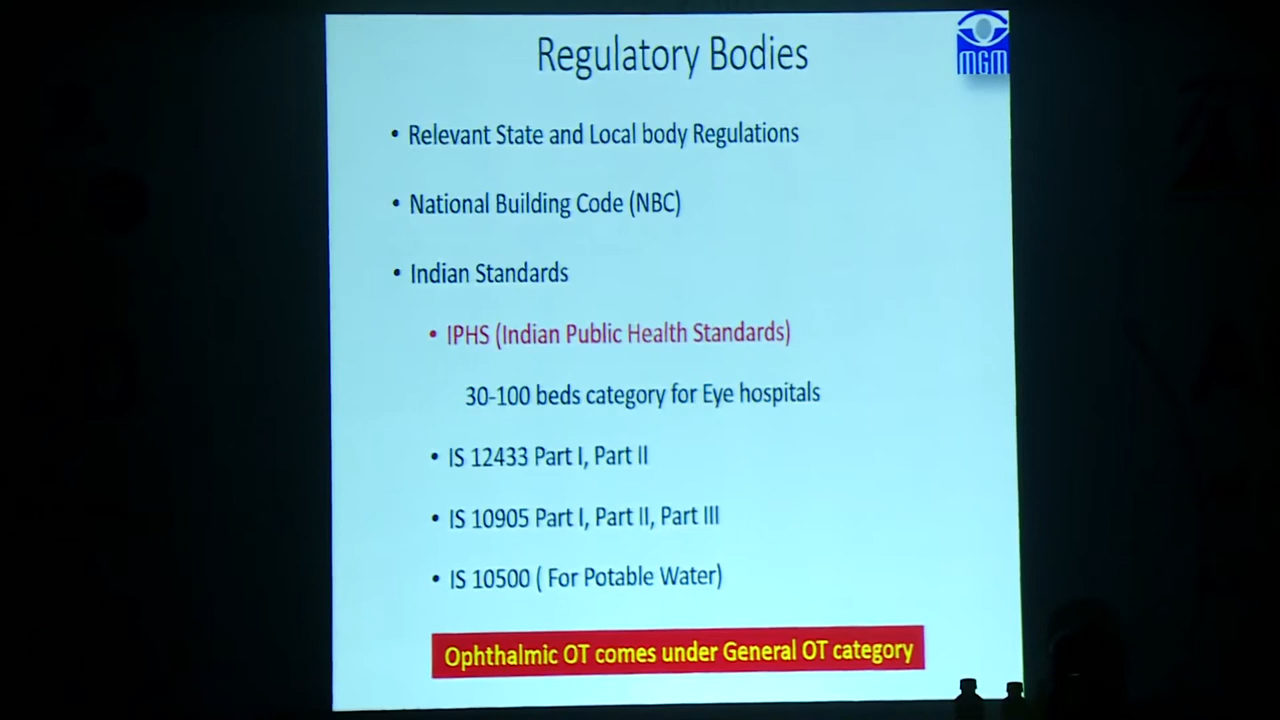 Regulatory Bodies
MGM
• Relevant State and Local body Regulations
• National Building Code (NBC)
• Indian Standards
• IPHS (Indian Public Health Standards)
30-100 beds category for Eye hospitals
• IS 12433 Part I, Part II
• IS 10905 Part I, Part II, Part III
• IS 10500 ( For Potable Water)
Ophthalmic OT comes under General OT category